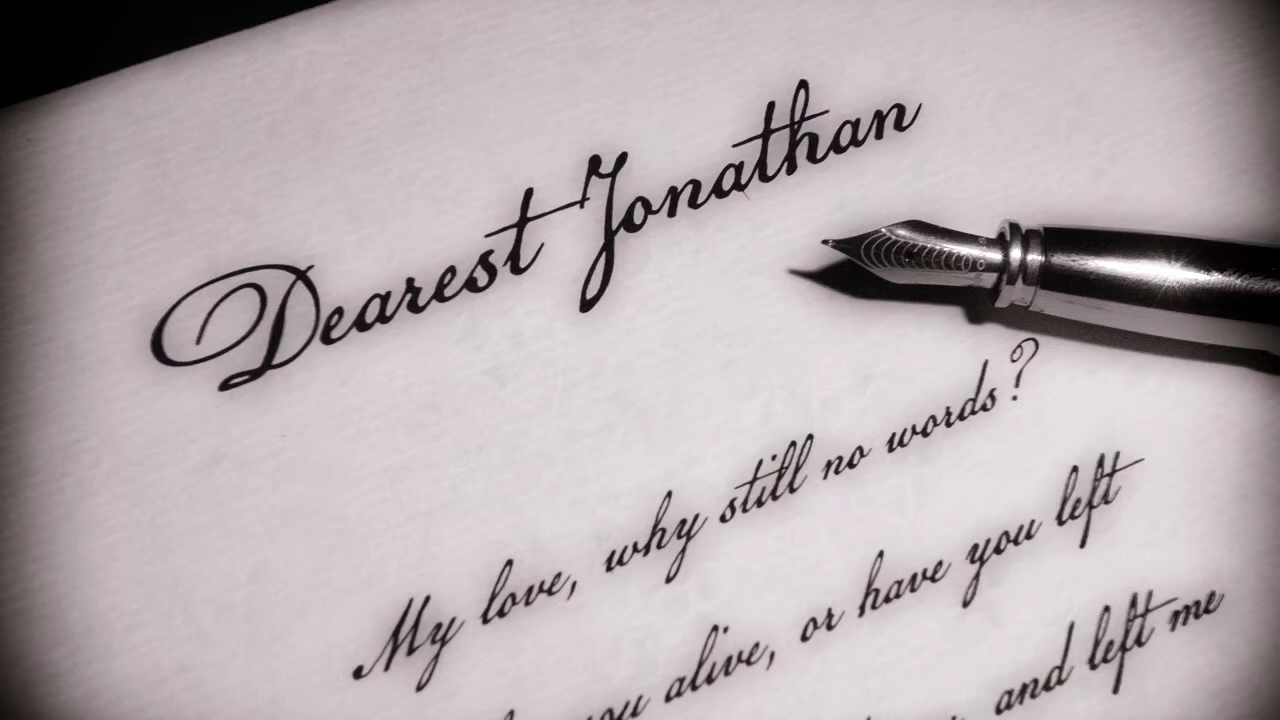 Dearest Jonathan
My love, why still no words?
you alive, or have you left
and left me